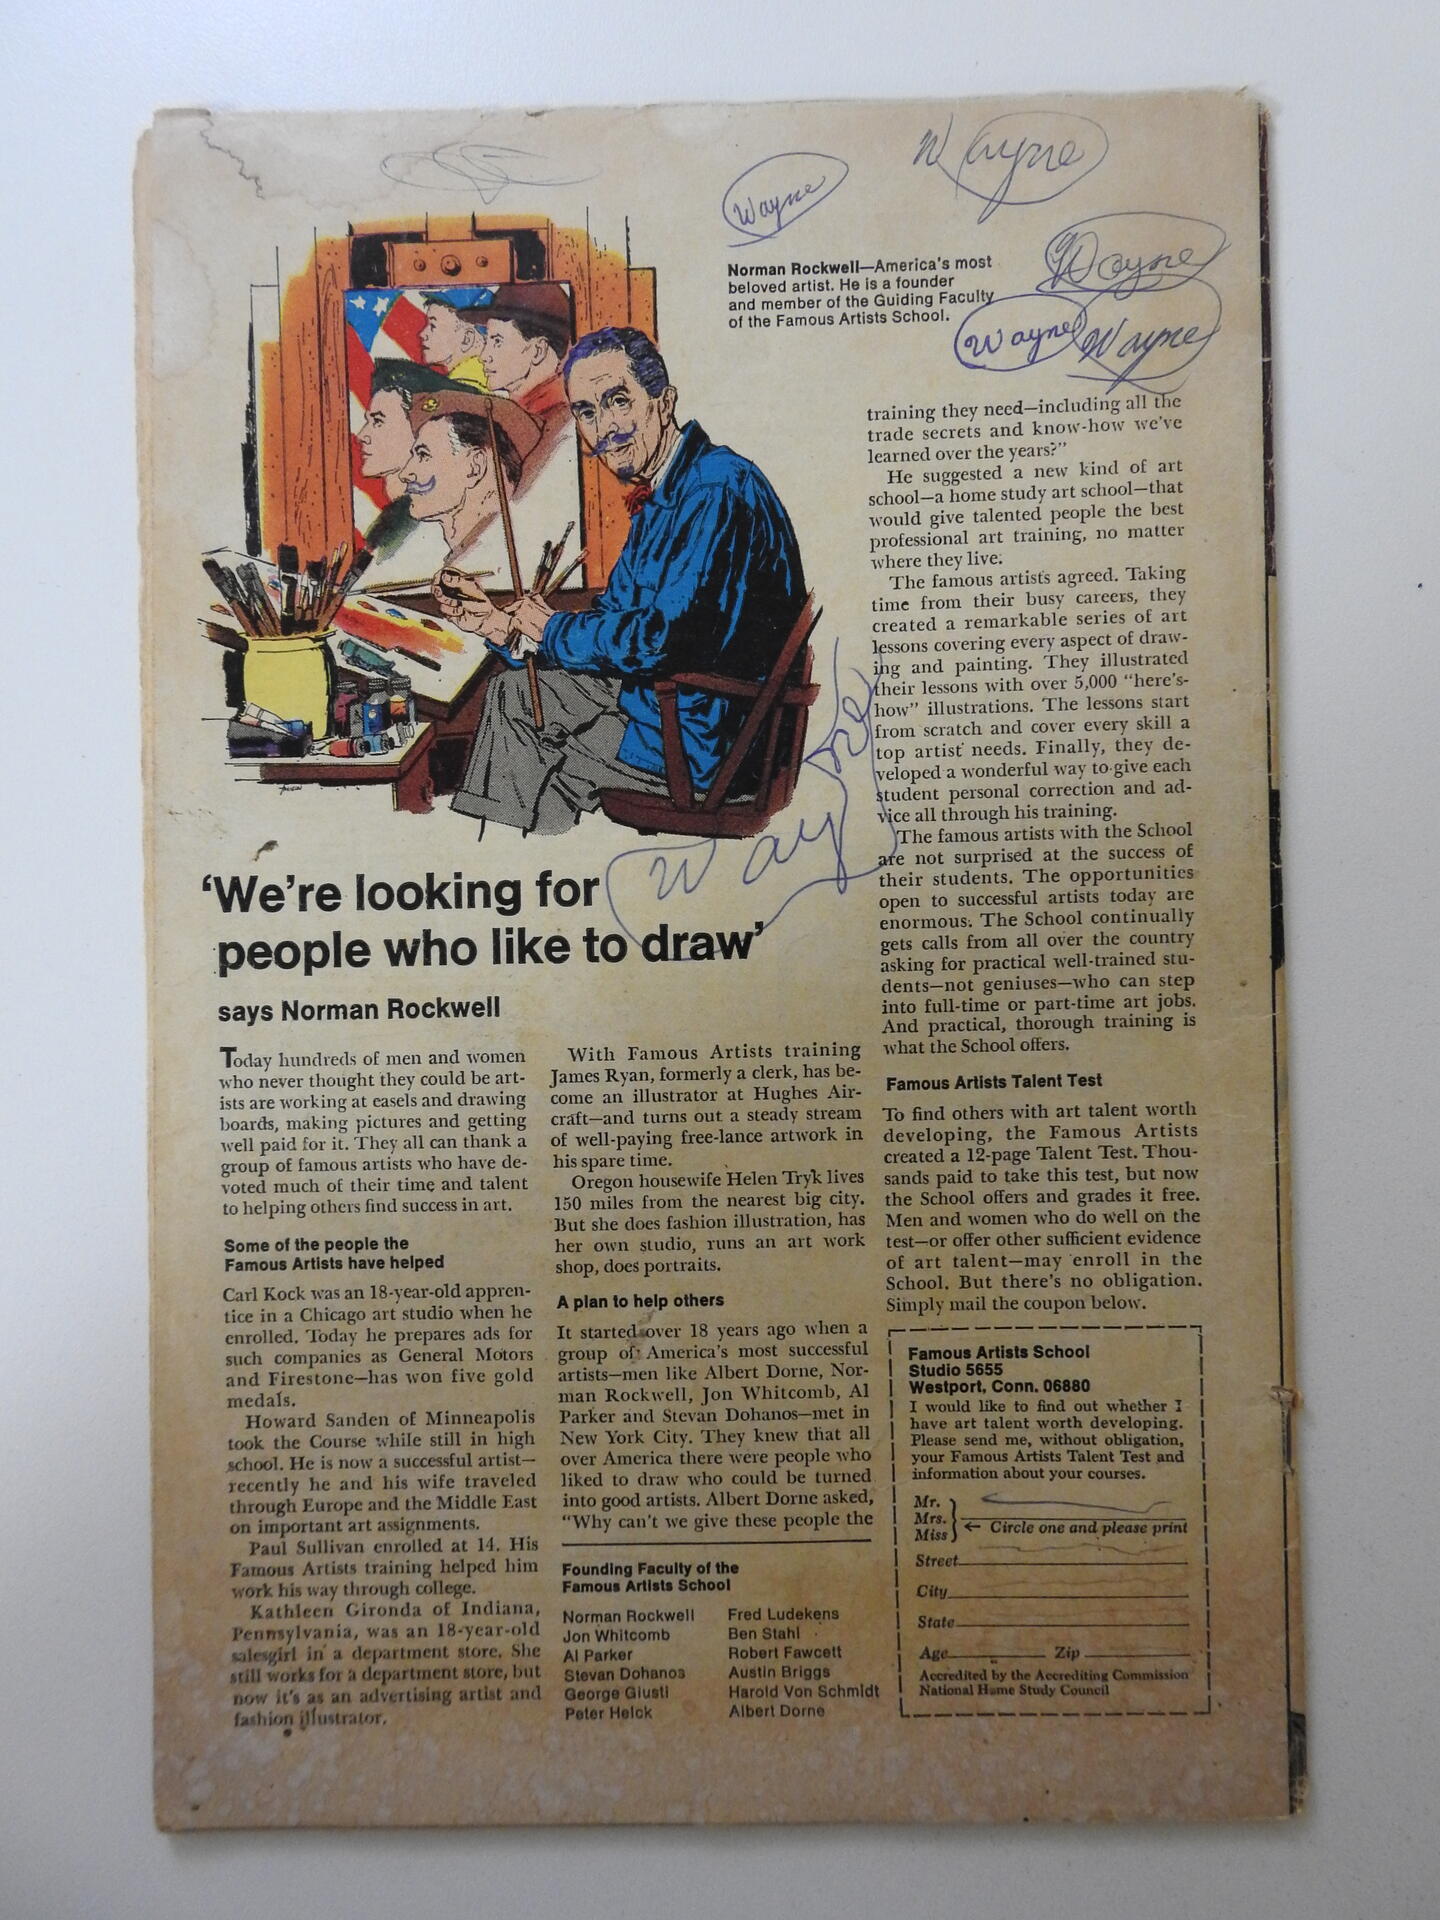 Wayne
Wayne
Wayne
Wayne
Wayne
Norman Rockwell—America's most
beloved artist. He is a founder
and member of the Guiding Faculty
of the Famous Artists School.
Wayne
'We're looking for
people who like to draw'
says Norman Rockwell
Today hundreds of men and women
who never thought they could be art-
ists are working at easels and drawing
boards, making pictures and getting
well paid for it. They all can thank a
group of famous artists who have de-
voted much of their time and talent
to helping others find success in art.
Some of the people the
Famous Artists have helped
Carl Kock was an 18-year-old appren-
tice in a Chicago art studio when he
enrolled. Today he prepares ads for
such companies as General Motors
and Firestone—has won five gold
medals.
Howard Sanden of Minneapolis
took the Course while still in high
school. He is now a successful artist—
recently he and his wife traveled
through Europe and the Middle East
on important art assignments.
Paul Sullivan enrolled at 14. His
Famous Artists training helped him
work his way through college.
Kathleen Gironda of Indiana,
Pennsylvania, was an 18-year-old
salesgirl in a department store. She
still works for a department store, but
now it's as an advertising artist and
fashion illustrator.
With Famous Artists training
James Ryan, formerly a clerk, has be-
come an illustrator at Hughes Air-
craft—and turns out a steady stream
of well-paying free-lance artwork in
his spare time.
Oregon housewife Helen Tryk lives
150 miles from the nearest big city.
But she does fashion illustration, has
her own studio, runs an art work
shop, does portraits.
A plan to help others
It started over 18 years ago when a
group of America's most successful
artists—men like Albert Dorne, Nor-
man Rockwell, Jon Whitcomb, Al
Parker and Stevan Dohanos—met in
New York City. They knew that all
over America there were people who
liked to draw who could be turned
into good artists. Albert Dorne asked,
"Why can't we give these people the
training they need—including all the
trade secrets and know-how we've
learned over the years?"
He suggested a new kind of art
school—a home study art school—that
would give talented people the best
professional art training, no matter
where they live.
The famous artists agreed. Taking
time from their busy careers, they
created a remarkable series of art
lessons covering every aspect of draw-
ing and painting. They illustrated
their lessons with over 5,000 "here's-
how" illustrations. The lessons start
from scratch and cover every skill a
top artist needs. Finally, they de-
veloped a wonderful way to give each
student personal correction and ad-
vice all through his training.
The famous artists with the School
are not surprised at the success of
their students. The opportunities
open to successful artists today are
enormous. The School continually
gets calls from all over the country
asking for practical well-trained stu-
dents—not geniuses—who can step
into full-time or part-time art jobs.
And practical, thorough training is
what the School offers.
Famous Artists Talent Test
To find others with art talent worth
developing, the Famous Artists
created a 12-page Talent Test. Thou-
sands paid to take this test, but now
the School offers and grades it free.
Men and women who do well on the
test—or offer other sufficient evidence
of art talent—may enroll in the
School. But there's no obligation.
Simply mail the coupon below.
Founding Faculty of the
Famous Artists School
Norman Rockwell
Jon Whitcomb
Al Parker
Stevan Dohanos
George Giusti
Peter Helck
Fred Ludekens
Ben Stahl
Robert Fawcett
Austin Briggs
Harold Von Schmidt
Albert Dorne
Famous Artists School
Studio 5655
Westport, Conn. 06880
I would like to find out whether I
have art talent worth developing.
Please send me, without obligation,
your Famous Artists Talent Test and
information about your courses.
Mr.
Mrs.
Miss
← Circle one and please print
Street
City
State
Age Zip
Accredited by the Accrediting Commission
National Home Study Council